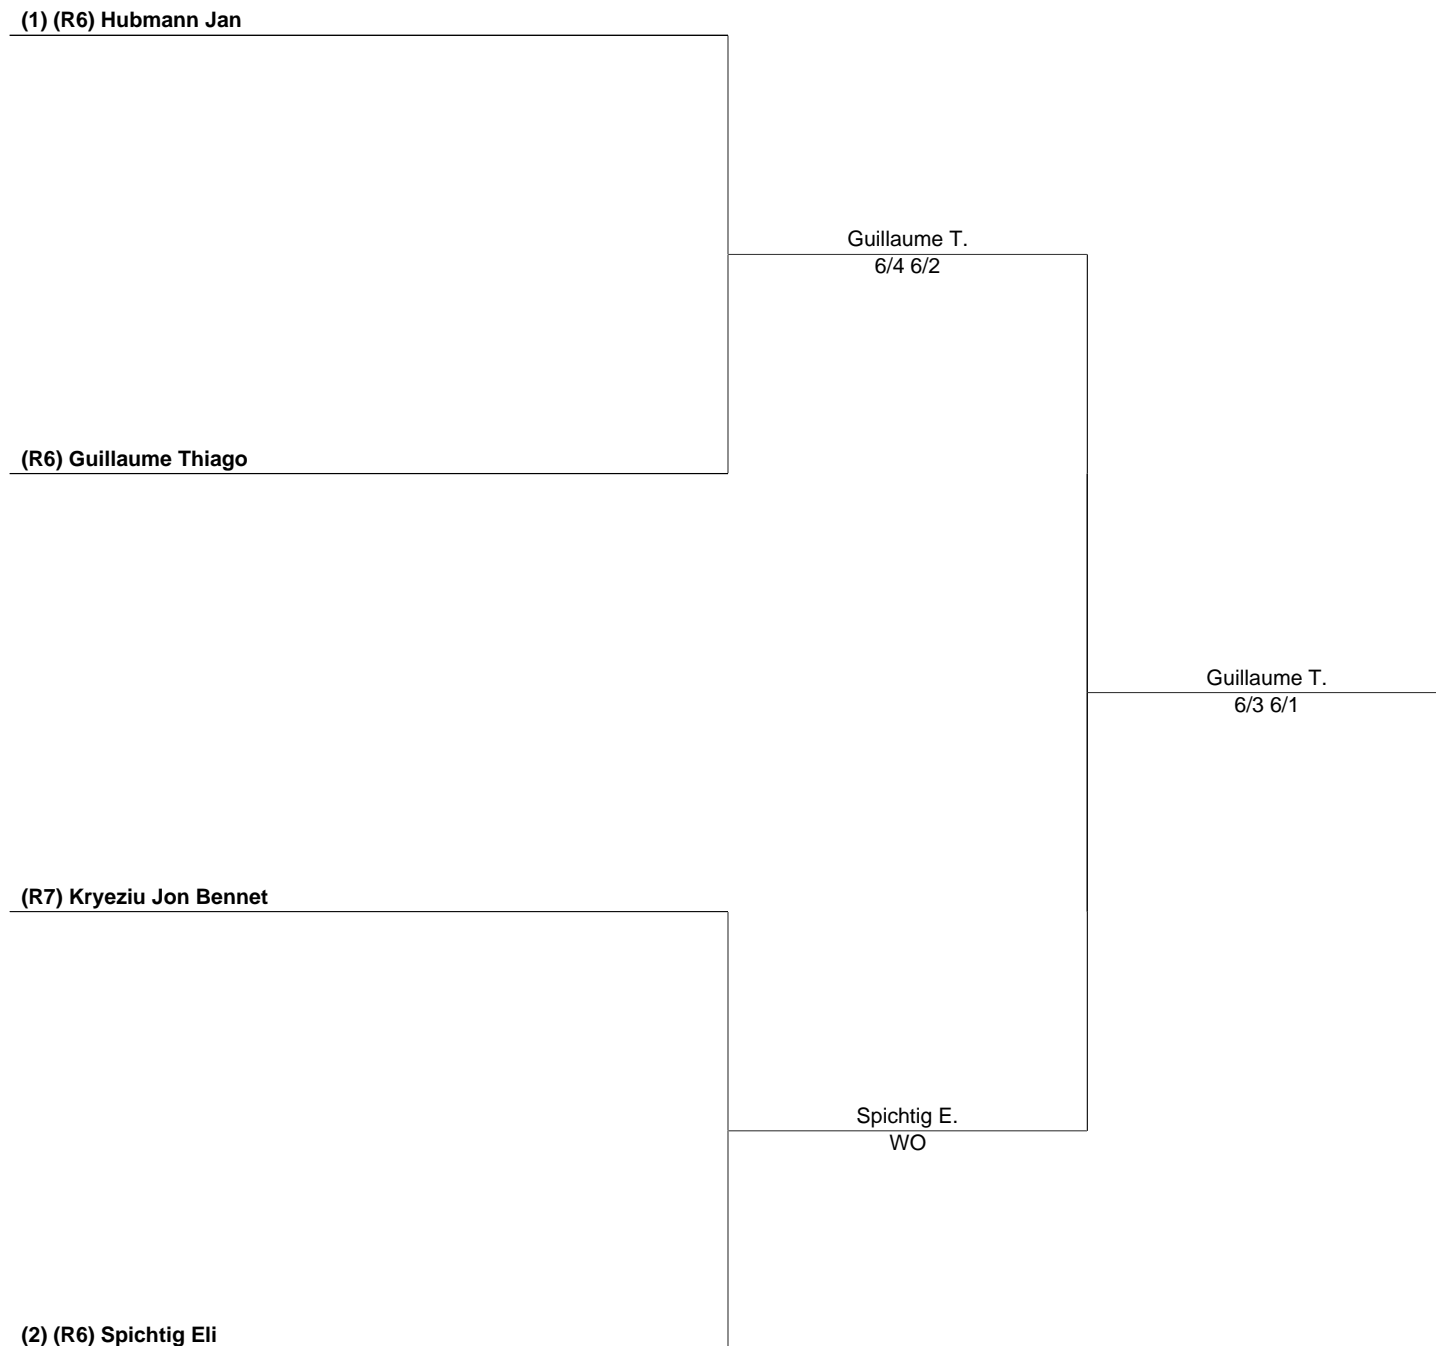 (1) (R6) Hubmann Jan
Guillaume T.
6/4 6/2
(R6) Guillaume Thiago
Guillaume T.
6/3 6/1
(R7) Kryeziu Jon Bennet
Spichtig E.
WO
(2) (R6) Spichtig Eli